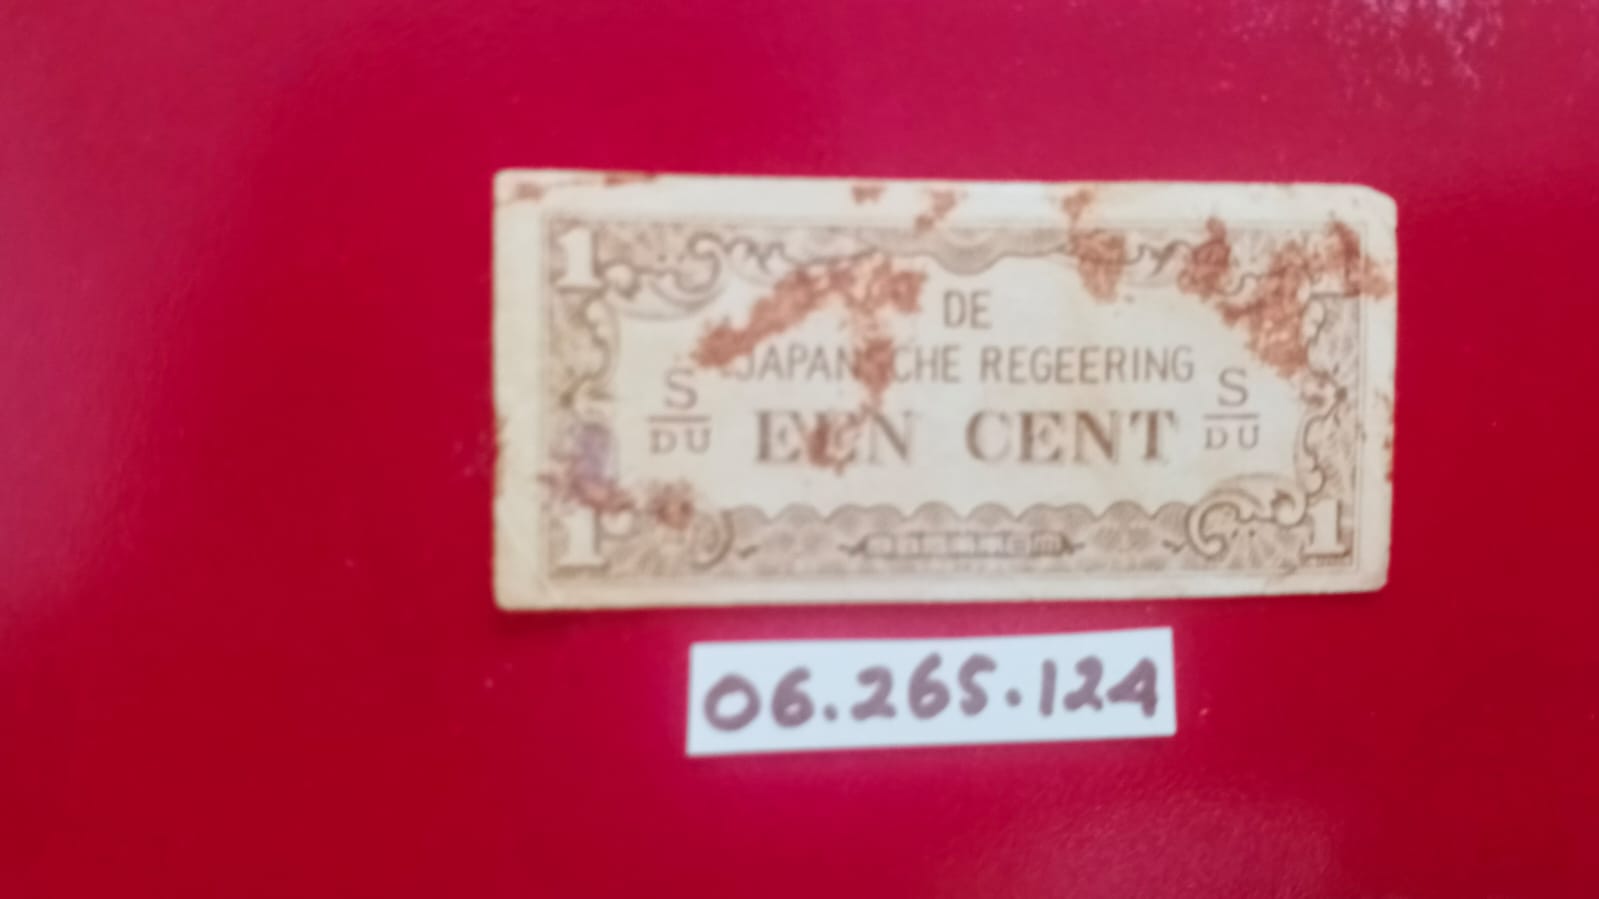 1 1
DE
JAPANSCHE REGEERING
S S
DU EEN CENT DU
1 1
06.265.124